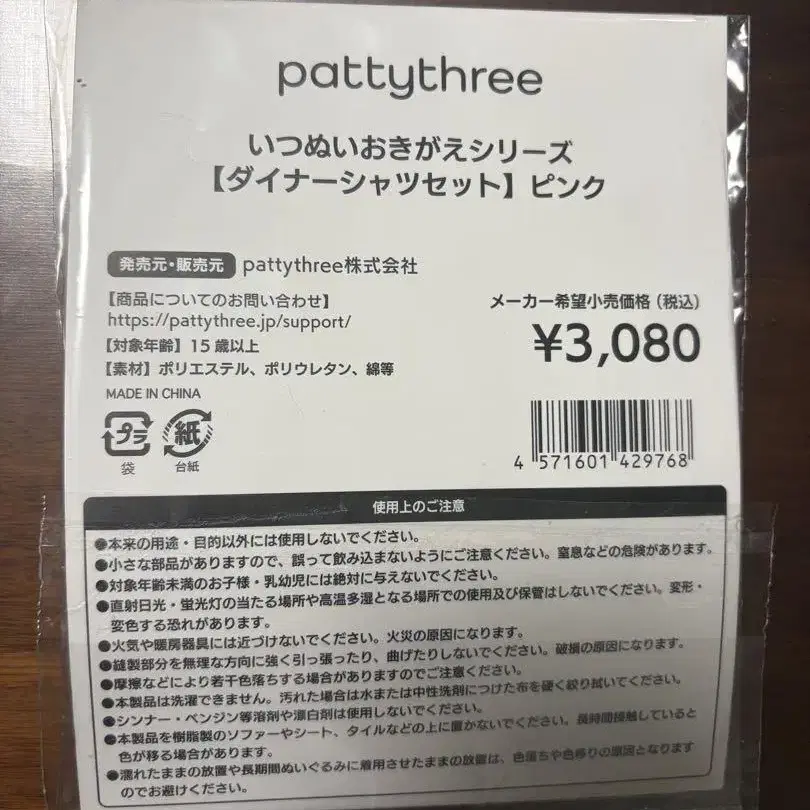 pattythree
いつぬいおきがえシリーズ
【ダイナーシャツセット】ピンク
発売元・販売元 pattythree株式会社
【商品についてのお問い合わせ】
https://pattythree.jp/support/
【対象年齢】15歳以上
【素材】ポリエステル、ポリウレタン、綿等
MADE IN CHINA
プラ
袋
紙
台紙
メーカー希望小売価格（税込）
¥3,080
4 571601 429768
使用上のご注意
●本来の用途・目的以外には使用しないでください。
●小さな部品がありますので、誤って飲み込まないようにご注意ください。窒息などの危険があります。
●対象年齢未満のお子様・乳幼児には絶対に与えないでください。
●直射日光・蛍光灯の当たる場所や高温多湿となる場所での使用及び保管はしないでください。変形・
変色する恐れがあります。
●火気や暖房器具には近づけないでください。火災の原因になります。
●縫製部分を無理な方向に強く引っ張ったり、曲げたりしないでください。破損の原因になります。
●摩擦などにより若干色落ちする場合がありますのでご注意ください。
●本製品は洗濯できません。汚れた場合は水または中性洗剤につけた布を硬く絞り拭いてください。
●シンナー・ベンジン等溶剤や漂白剤は使用しないでください。
●本製品を樹脂製のソファーやシート、タイルなどの上に置かないでください。長時間接触していると
色が移る場合があります。
●濡れたままの放置や長期間ぬいぐるみに着用させたままの放置は、色落ちや色移りの原因となります
のでお避けください。